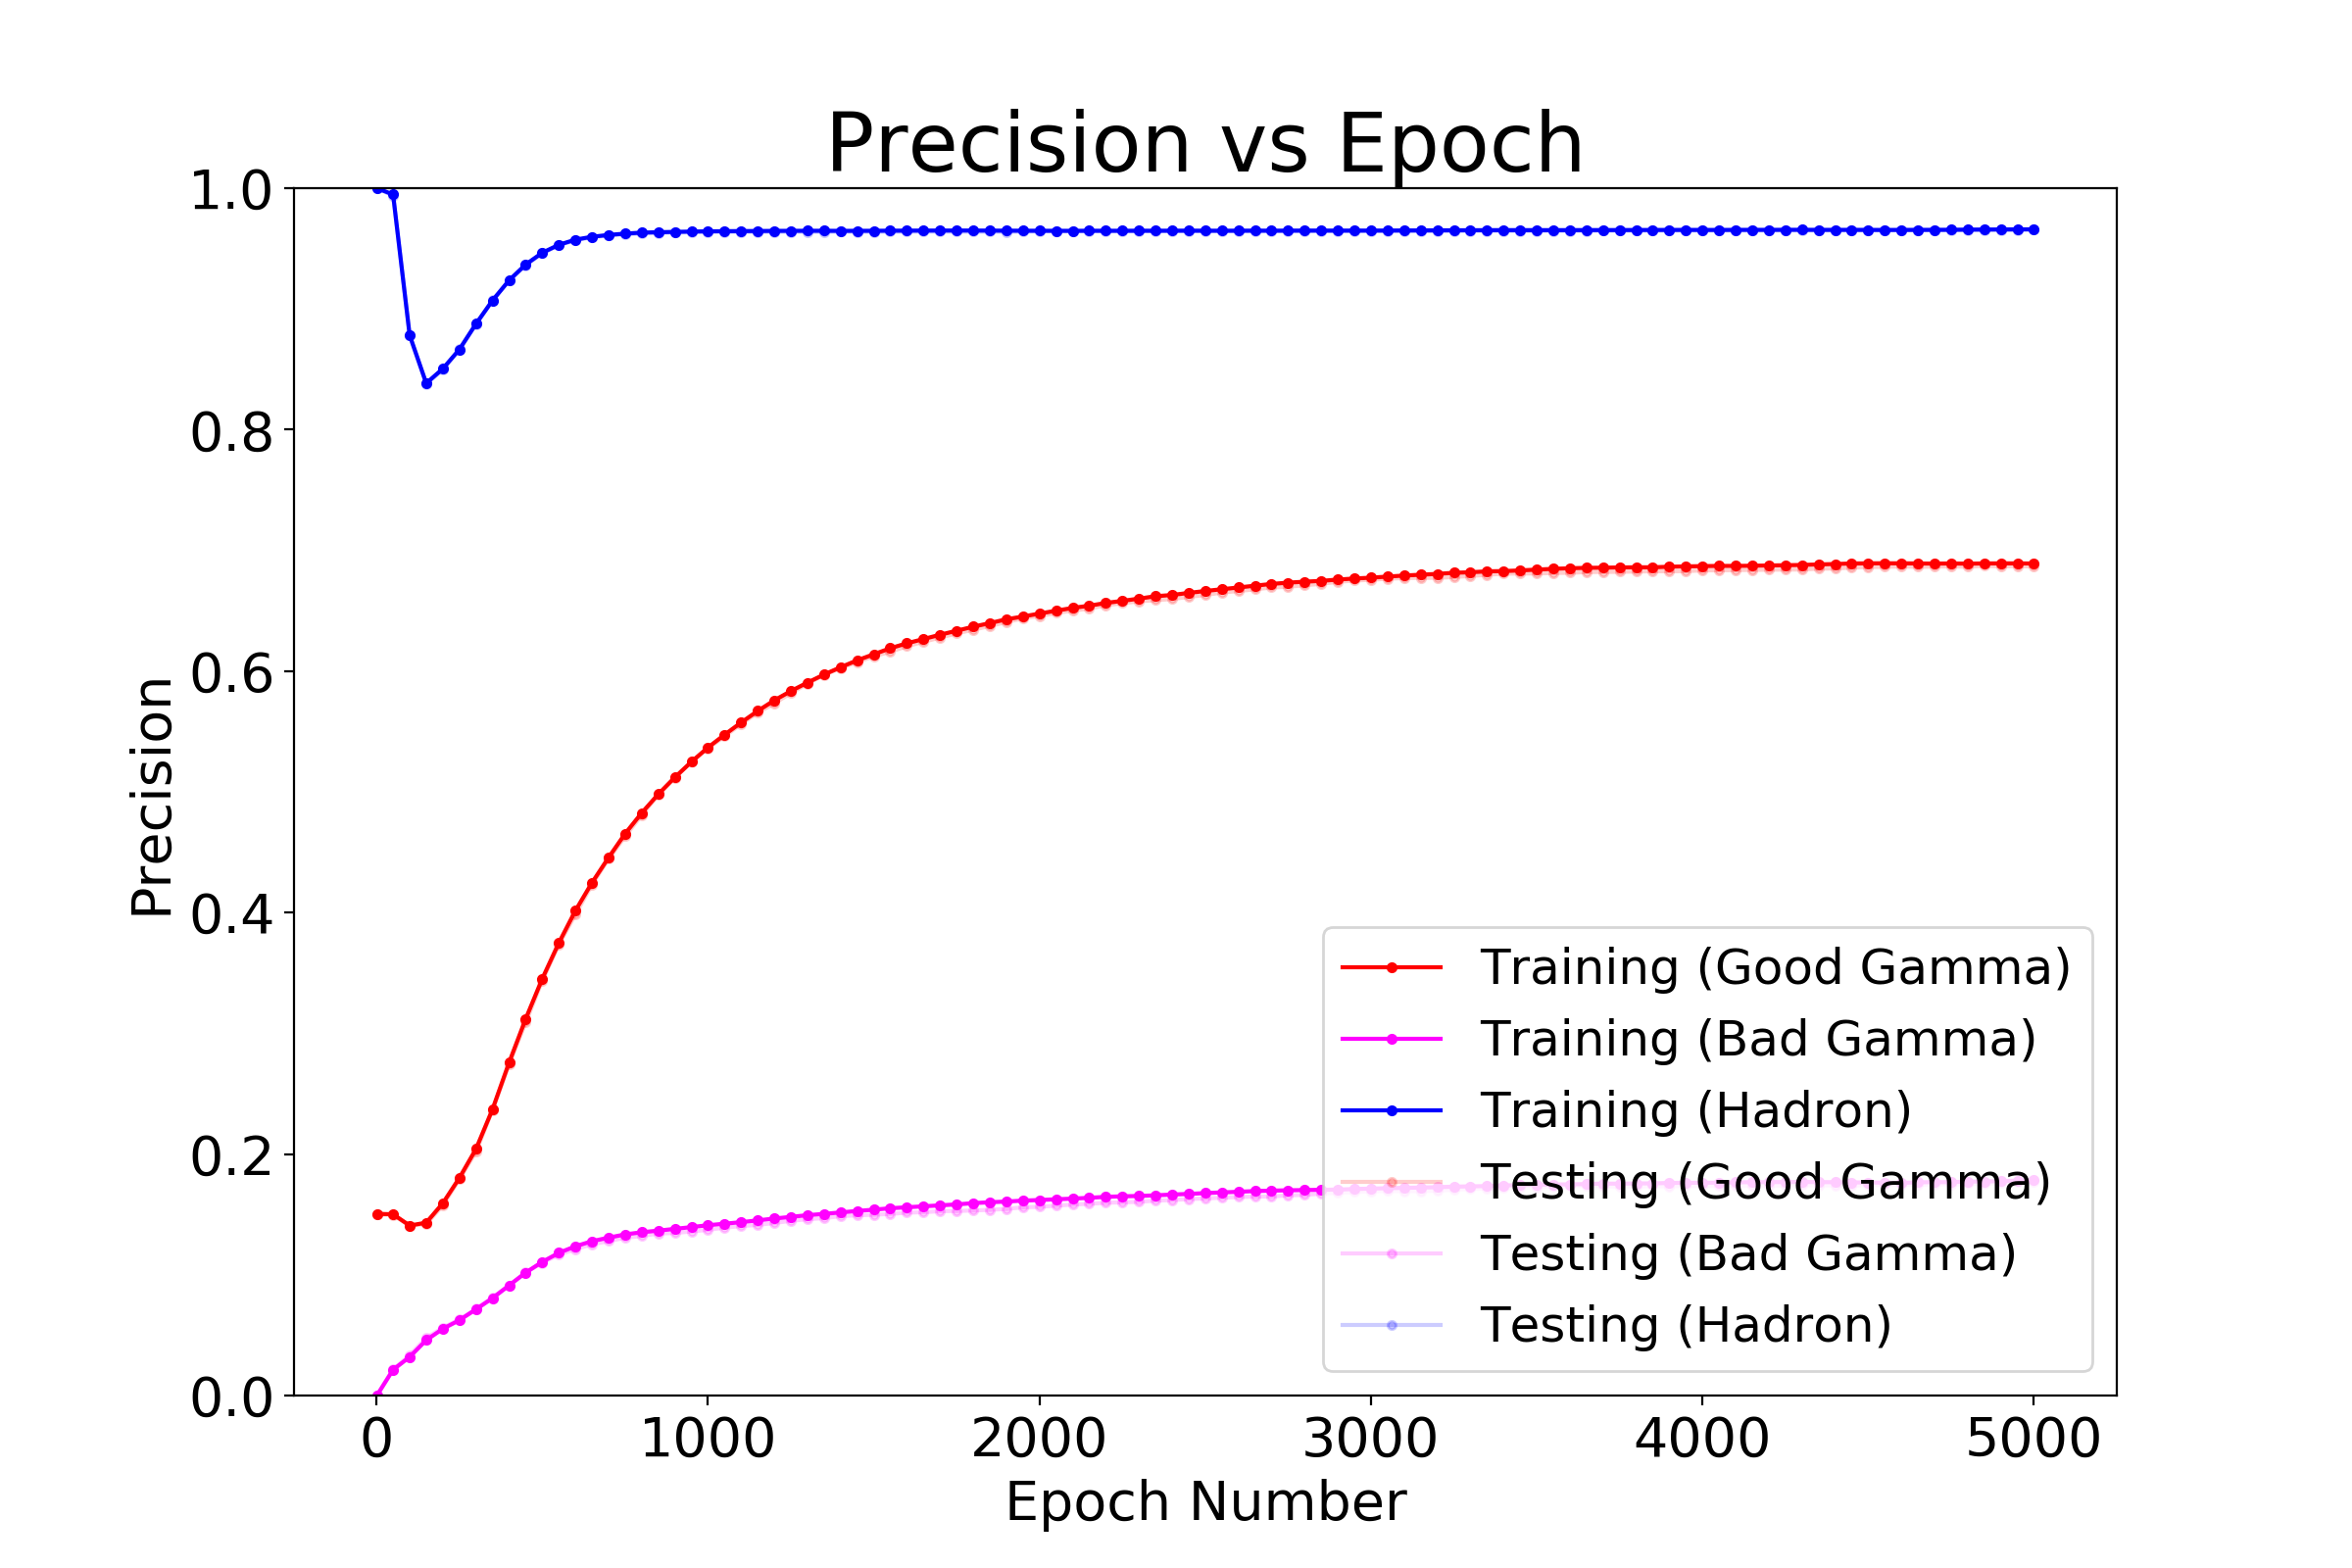 Precision vs Epoch
1.0
0.8
0.6
0.4
0.2
0.0
Precision
Training (Good Gamma)
Training (Bad Gamma)
Training (Hadron)
Testing (Good Gamma)
Testing (Bad Gamma)
Testing (Hadron)
0 1000 2000 3000 4000 5000
Epoch Number